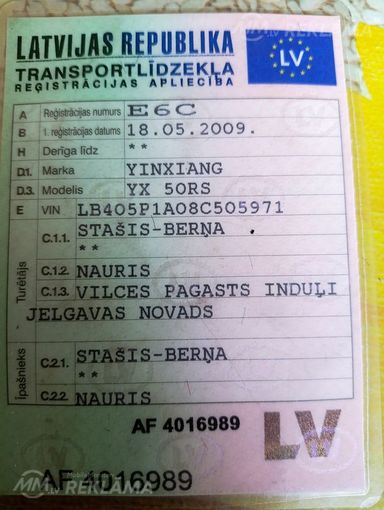 LATVIJAS REPUBLIKA
LV
TRANSPORTLĪDZEKĻA
REĢISTRĀCIJAS APLIECĪBA
A Reģistrācijas numurs E6C
B 1. reģistrācijas datums 18.05.2009.
H Derīga līdz **
D.1. Marka YINXIANG
D.3. Modelis YX 50RS
E VIN LB405P1A08C505971
Turētājs
C.1.1. STAŠIS-BERŅA
**
C.1.2. NAURIS
C.1.3. VILCES PAGASTS INDUĻI
JELGAVAS NOVADS
Īpašnieks
C.2.1. STAŠIS-BERŅA
**
C.2.2. NAURIS
AF 4016989
LV
AF 4016989
MM REKLĀMA